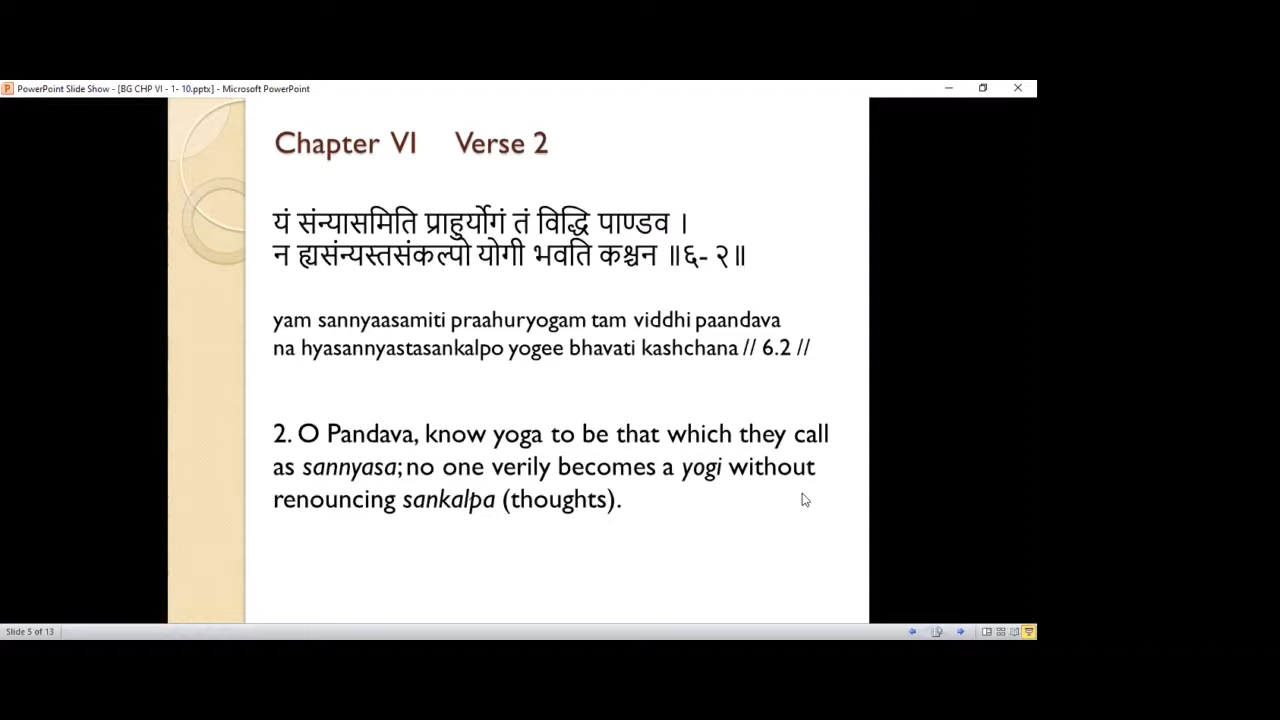 PowerPoint Slide Show - [BG CHP VI - 1- 10.pptx] - Microsoft PowerPoint
Chapter VI Verse 2
यं संन्यासमिति प्राहुर्योगं तं विद्धि पाण्डव ।
न ह्यसंन्यस्तसंकल्पो योगी भवति कश्चन ॥६- २॥
yam sannyaasamiti praahuryogam tam viddhi paandava
na hyasannyastasankalpo yogee bhavati kashchana // 6.2 //
2. O Pandava, know yoga to be that which they call
as sannyasa; no one verily becomes a yogi without
renouncing sankalpa (thoughts).
Slide 5 of 13